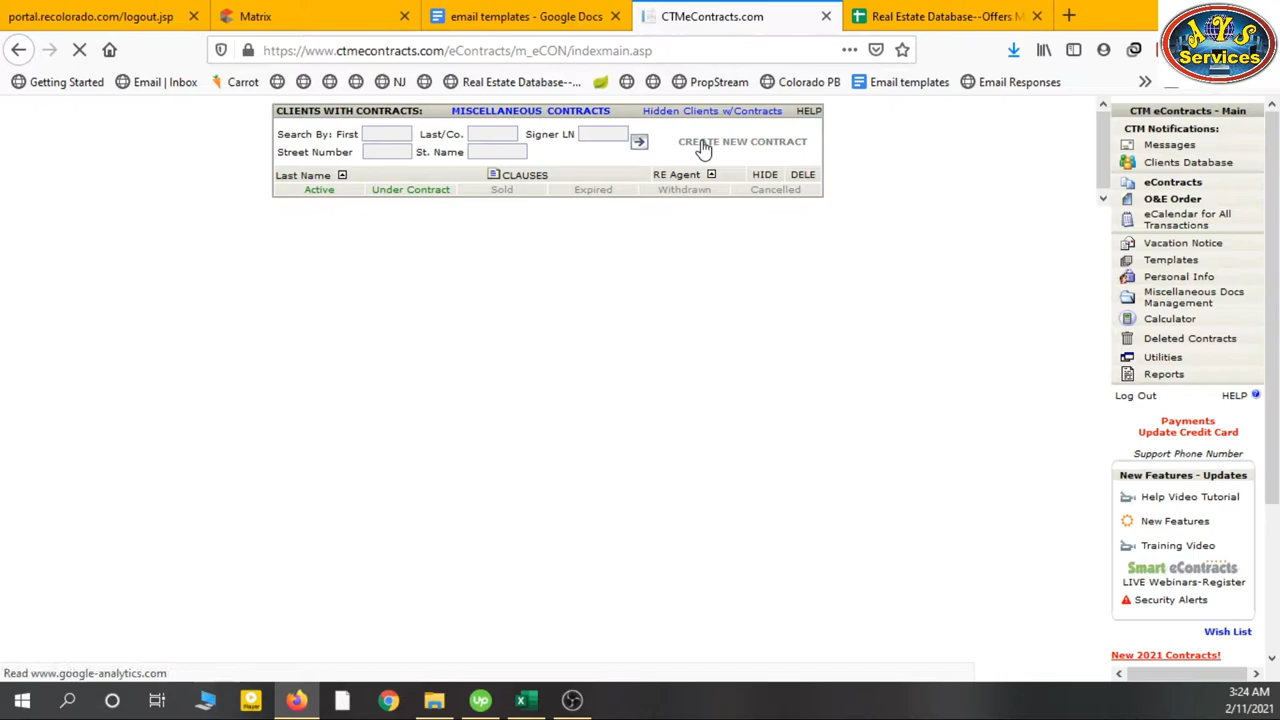 portal.recolorado.com/logout.jsp
Matrix
email templates - Google Docs
CTMeContracts.com
Real Estate Database--Offers M
AYS
Services
https://www.ctmecontracts.com/eContracts/m_eCON/indexmain.asp
Getting Started
Email | Inbox
Carrot
NJ
Real Estate Database--...
PropStream
Colorado PB
Email templates
Email Responses
CLIENTS WITH CONTRACTS:
MISCELLANEOUS CONTRACTS
Hidden Clients w/Contracts
HELP
Search By: First
Last/Co.
Signer LN
CREATE NEW CONTRACT
Street Number
St. Name
Last Name
CLAUSES
RE Agent
HIDE
DELE
Active
Under Contract
Sold
Expired
Withdrawn
Cancelled
CTM eContracts - Main
CTM Notifications:
Messages
Clients Database
eContracts
O&E Order
eCalendar for All
Transactions
Vacation Notice
Templates
Personal Info
Miscellaneous Docs
Management
Calculator
Deleted Contracts
Utilities
Reports
Log Out
HELP
Payments
Update Credit Card
Support Phone Number
New Features - Updates
Help Video Tutorial
New Features
Training Video
Smart eContracts
LIVE Webinars-Register
Security Alerts
Wish List
New 2021 Contracts!
Read www.google-analytics.com
3:24 AM
2/11/2021